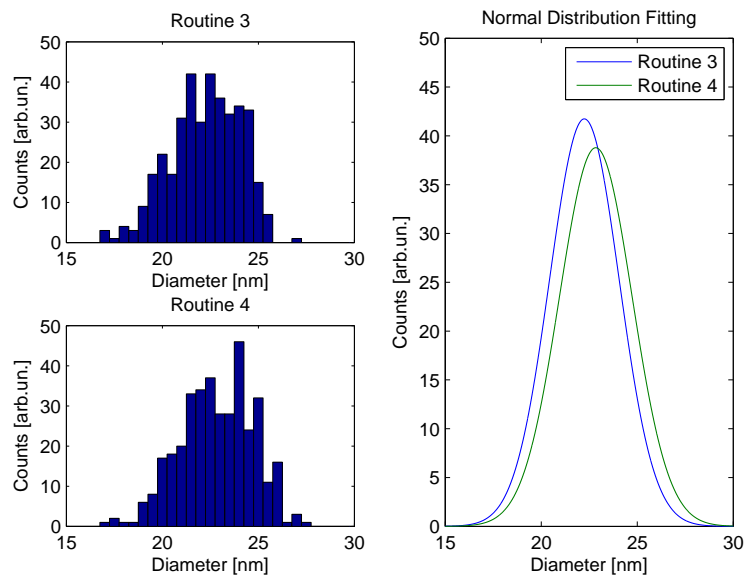 Routine 3
50
40
30
20
10
0
Counts [arb.un.]
15 20 25 30
Diameter [nm]
Routine 4
50
40
30
20
10
0
Counts [arb.un.]
15 20 25 30
Diameter [nm]
Normal Distribution Fitting
50
45
40
35
30
25
20
15
10
5
0
Counts [arb.un.]
15 20 25 30
Diameter [nm]
Routine 3
Routine 4